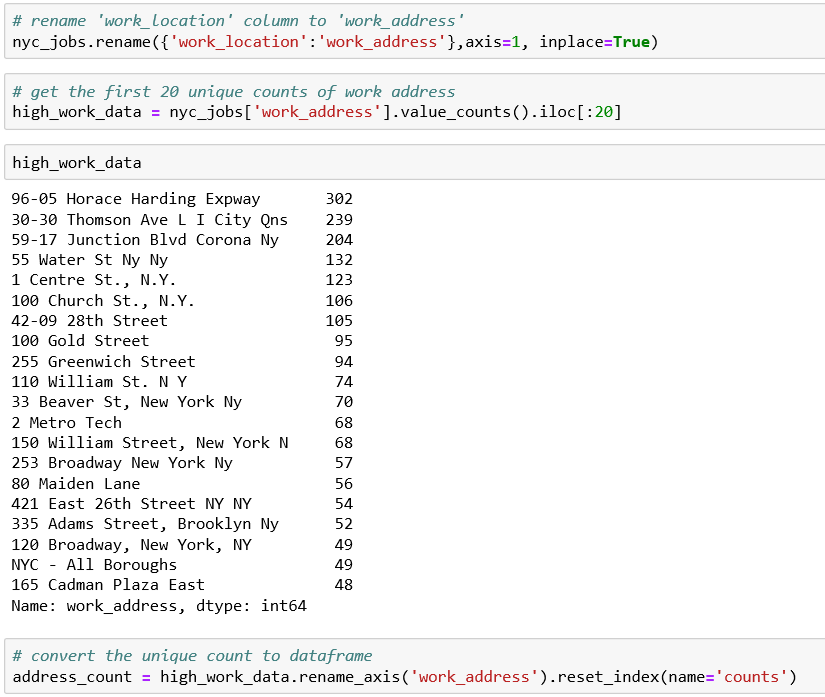 # rename 'work_location' column to 'work_address'
nyc_jobs.rename({'work_location':'work_address'},axis=1, inplace=True)
# get the first 20 unique counts of work address
high_work_data = nyc_jobs['work_address'].value_counts().iloc[:20]
high_work_data
96-05 Horace Harding Expway 302
30-30 Thomson Ave L I City Qns 239
59-17 Junction Blvd Corona Ny 204
55 Water St Ny Ny 132
1 Centre St., N.Y. 123
100 Church St., N.Y. 106
42-09 28th Street 105
100 Gold Street 95
255 Greenwich Street 94
110 William St. N Y 74
33 Beaver St, New York Ny 70
2 Metro Tech 68
150 William Street, New York N 68
253 Broadway New York Ny 57
80 Maiden Lane 56
421 East 26th Street NY NY 54
335 Adams Street, Brooklyn Ny 52
120 Broadway, New York, NY 49
NYC - All Boroughs 49
165 Cadman Plaza East 48
Name: work_address, dtype: int64
# convert the unique count to dataframe
address_count = high_work_data.rename_axis('work_address').reset_index(name='counts')